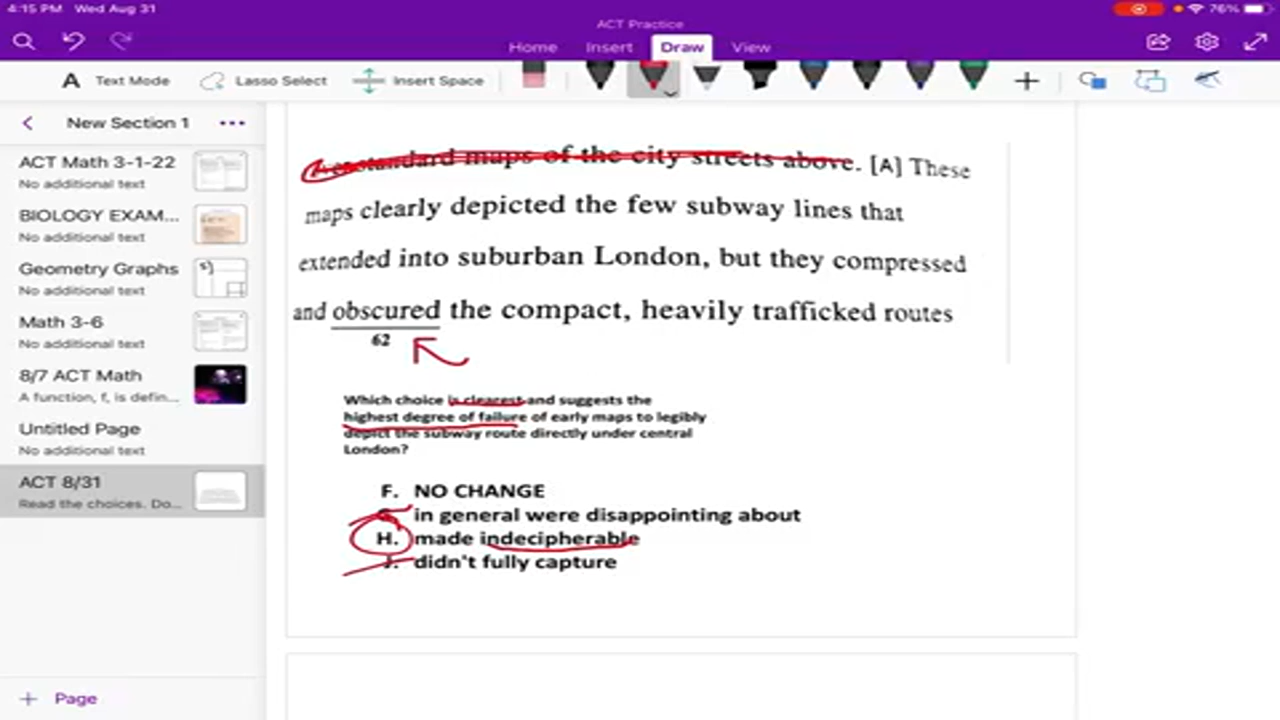 4:15 PM Wed Aug 31
76%
ACT Practice
Home Insert Draw View
A Text Mode Lasso Select Insert Space
New Section 1
ACT Math 3-1-22
No additional text
BIOLOGY EXAM...
No additional text
Geometry Graphs
No additional text
Math 3-6
No additional text
8/7 ACT Math
A function, f, is defin...
Untitled Page
No additional text
ACT 8/31
Read the choices. Do...
+ Page
standard maps of the city streets above. [A] These
maps clearly depicted the few subway lines that
extended into suburban London, but they compressed
and obscured the compact, heavily trafficked routes
62
Which choice is clearest and suggests the
highest degree of failure of early maps to legibly
depict the subway route directly under central
London?
F. NO CHANGE
G. in general were disappointing about
H. made indecipherable
J. didn't fully capture